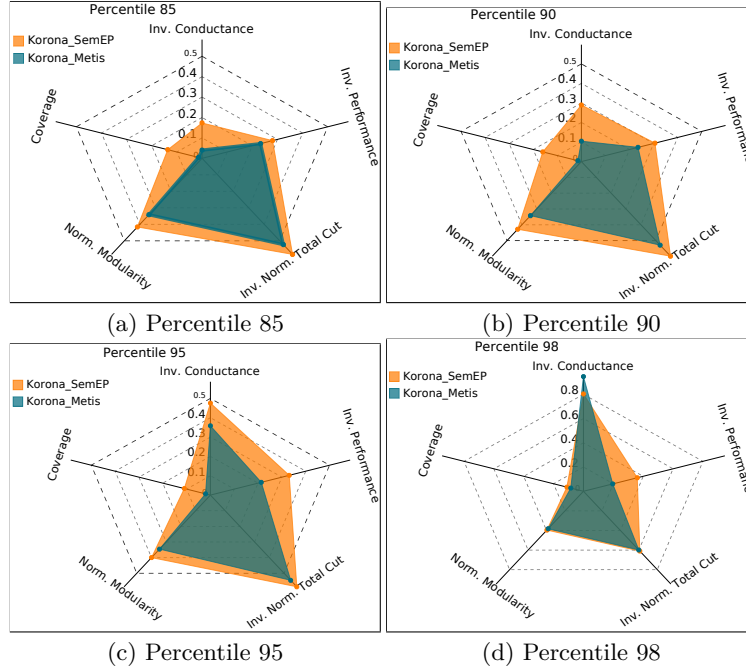 Percentile 85
Korona_SemEP
Korona_Metis
Inv. Conductance
0.5
0.4
0.3
0.2
0.1
0
Inv. Performance
Coverage
Norm. Modularity
Inv. Norm. Total Cut
(a) Percentile 85
Percentile 90
Korona_SemEP
Korona_Metis
Inv. Conductance
0.5
0.4
0.3
0.2
0.1
Inv. Performance
Coverage
Norm. Modularity
Inv. Norm. Total Cut
(b) Percentile 90
Percentile 95
Korona_SemEP
Korona_Metis
Inv. Conductance
0.5
0.4
0.3
0.2
0.1
Inv. Performance
Coverage
Norm. Modularity
Inv. Norm. Total Cut
(c) Percentile 95
Percentile 98
Korona_SemEP
Korona_Metis
Inv. Conductance
0.8
0.6
0.4
0.2
Inv. Performance
Coverage
Norm. Modularity
Inv. Norm. Total Cut
(d) Percentile 98